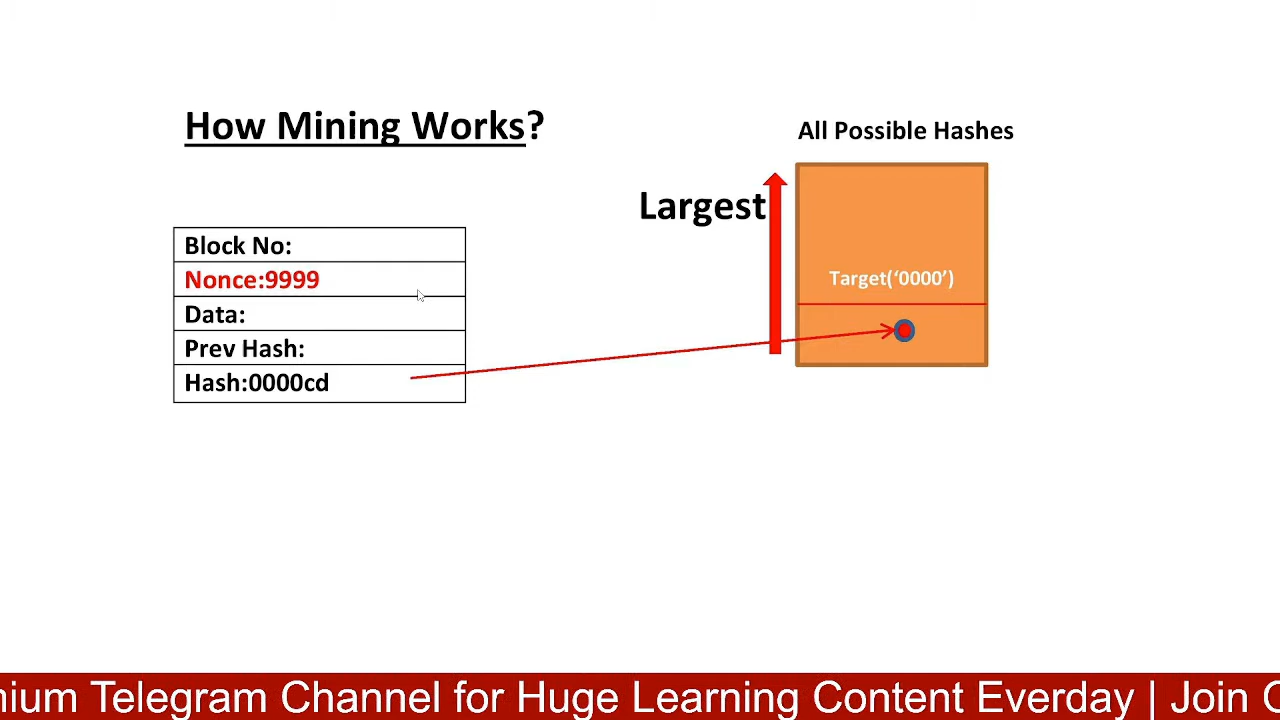 How Mining Works?
All Possible Hashes
Largest
Block No:
Nonce:9999
Data:
Prev Hash:
Hash:0000cd
Target(‘0000’)
Telegram Channel for Huge Learning Content Everday | Join